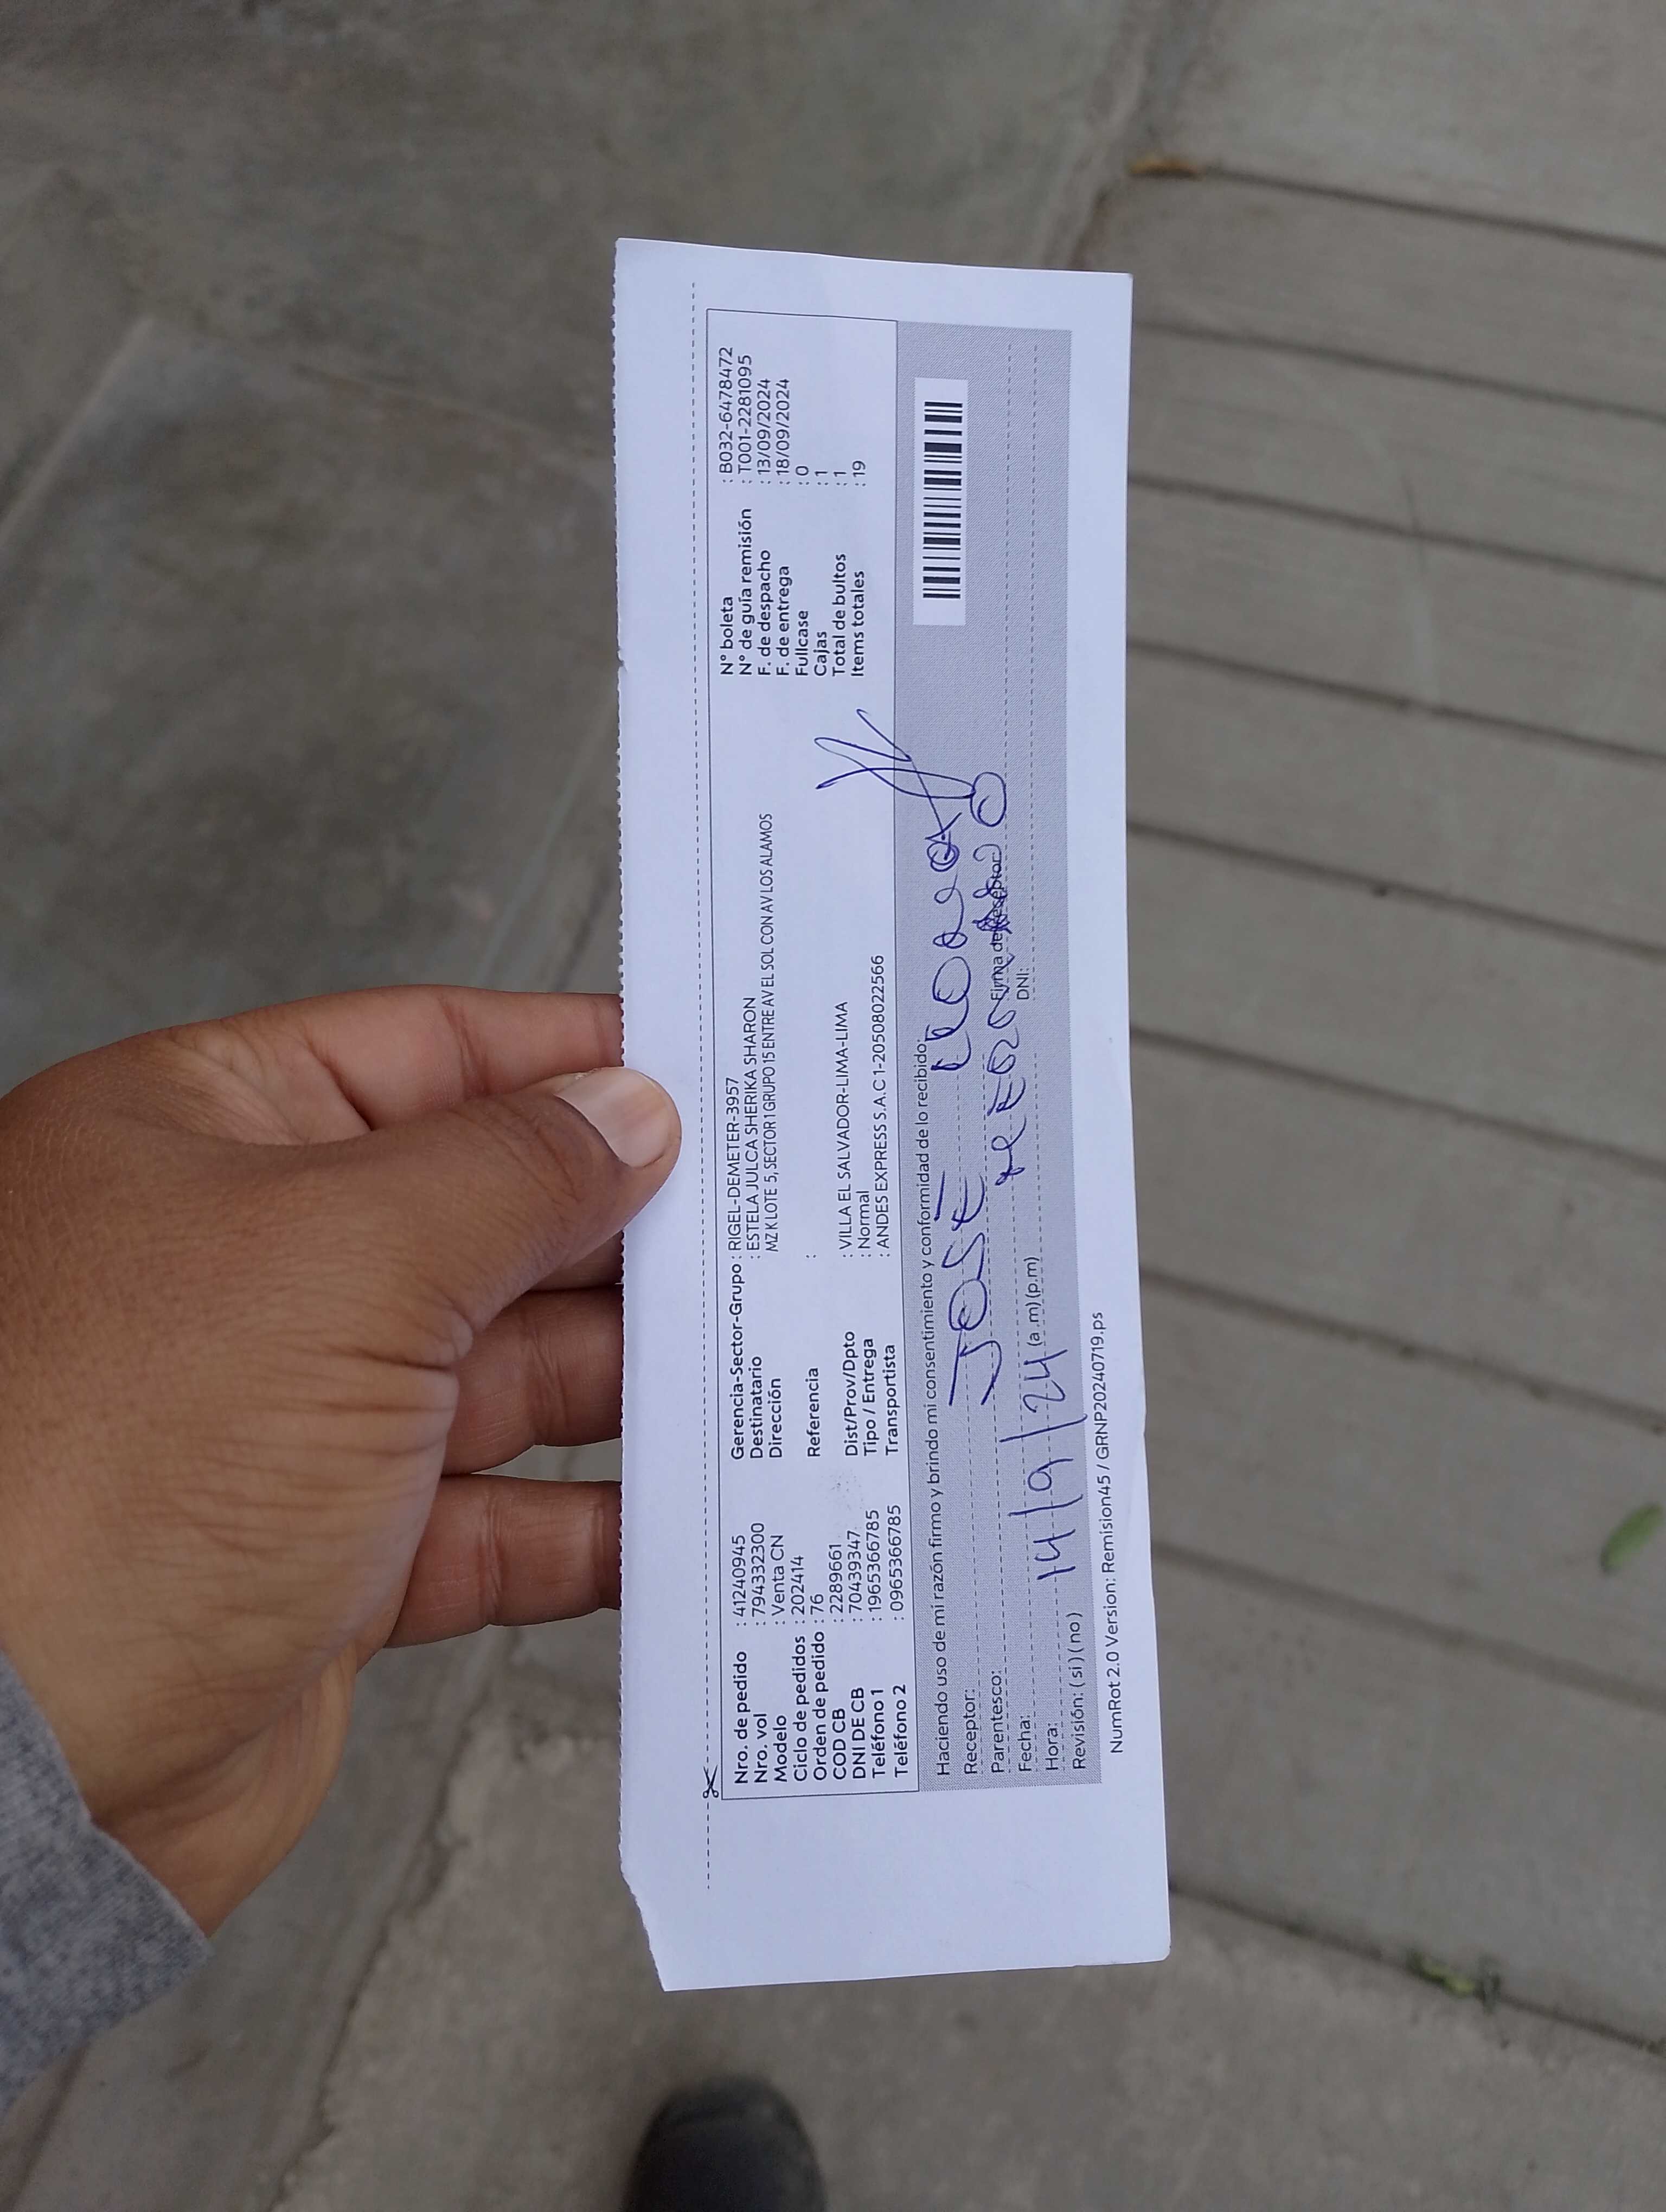 Nro. de pedido : 41240945
Nro. vol : 794332300
Modelo : Venta CN
Ciclo de pedidos : 202414
Orden de pedido : 76
COD CB : 2289661
DNI DE CB : 70439347
Teléfono 1 : 1965366785
Teléfono 2 : 0965366785
Gerencia-Sector-Grupo : RIGEL-DEMETER-3957
Destinatario : ESTELA JULCA SHERIKA SHARON
Dirección MZ K LOTE 5, SECTOR 1 GRUPO 15 ENTRE AV EL SOL CON AV LOS ALAMOS
Referencia :
Dist/Prov/Dpto : VILLA EL SALVADOR-LIMA-LIMA
Tipo / Entrega : Normal
Transportista : ANDES EXPRESS S.A.C 1-20508022566
N° boleta : B032-6478472
N° de guía remisión : T001-2281095
F. de despacho : 13/09/2024
F. de entrega : 18/09/2024
Fullcase : 0
Cajas : 1
Total de bultos : 1
Items totales : 19
Haciendo uso de mi razón firmo y brindo mi consentimiento y conformidad de lo recibido:
Receptor: JOSE
Parentesco:
Firma del Receptor
Fecha: 14/9/24
DNI:
Hora: (a.m) (p.m)
Revisión: ( si ) ( no )
NumRot 2.0 Version: Remision45 / GRNP20240719.ps